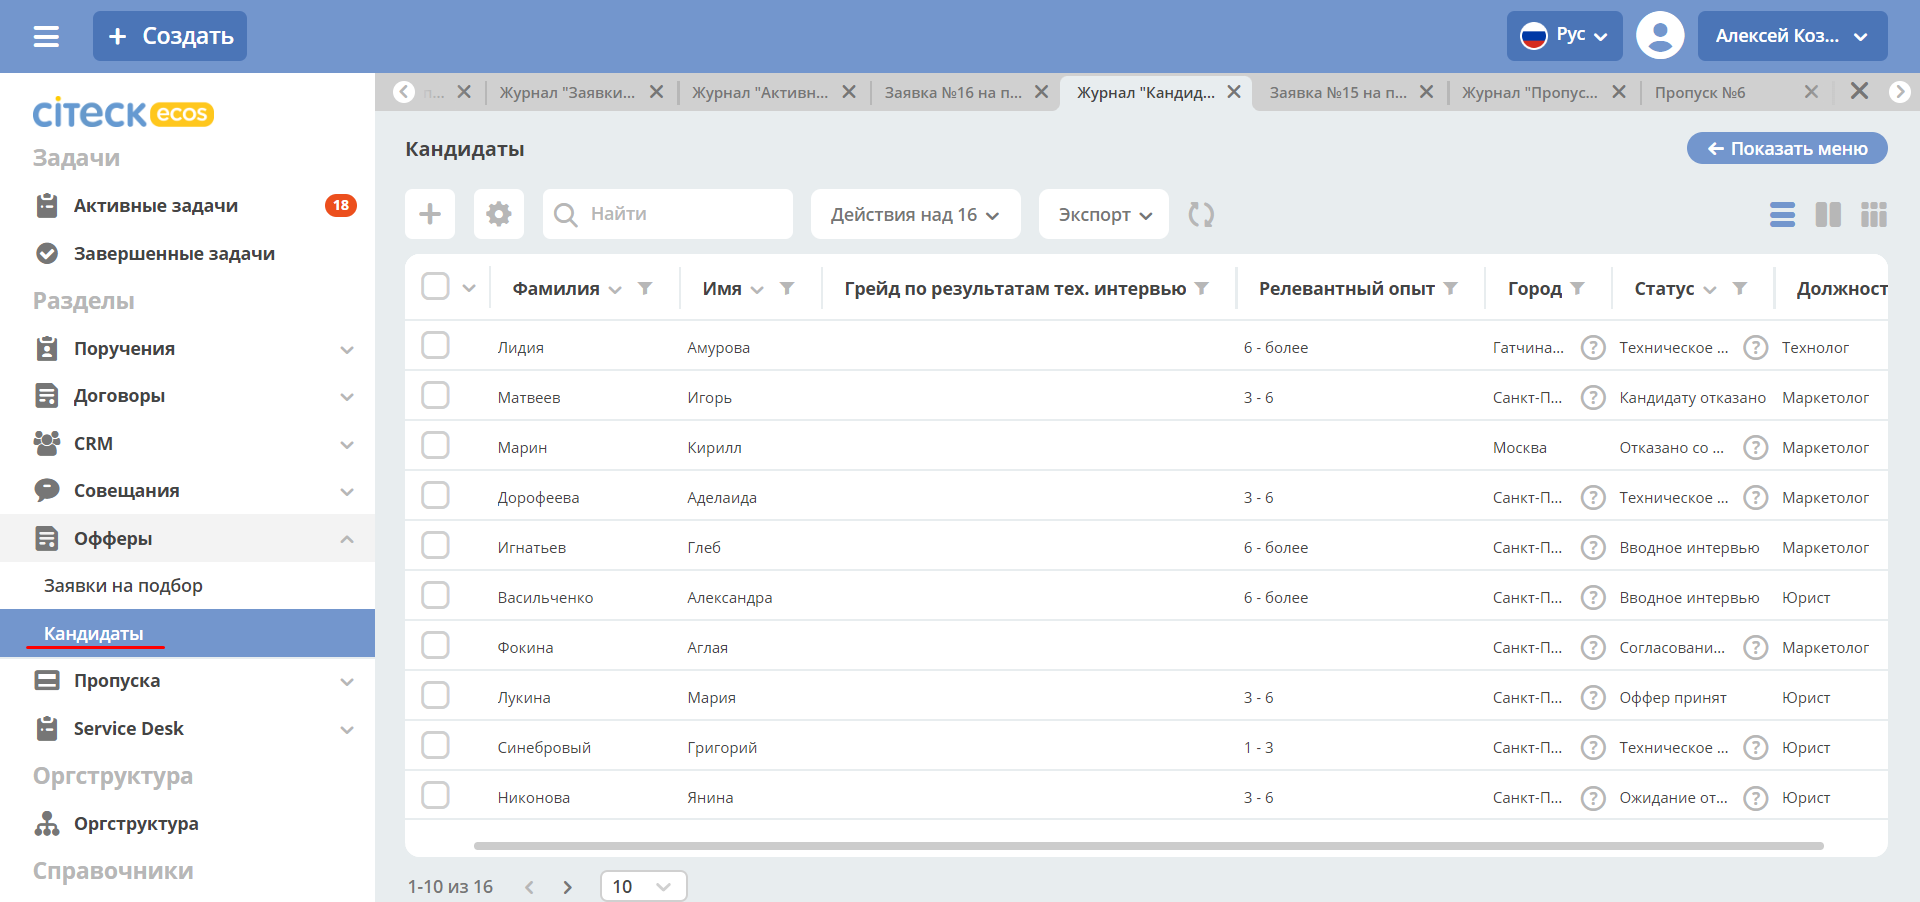 Создать
Рус
Алексей Коз...
п...
Журнал "Заявки...
Журнал "Активн...
Заявка №16 на п...
Журнал "Кандид...
Заявка №15 на п...
Журнал "Пропус...
Пропуск №6
citeck ecos
Задачи
Активные задачи 18
Завершенные задачи
Разделы
Поручения
Договоры
CRM
Совещания
Офферы
Заявки на подбор
Кандидаты
Пропуска
Service Desk
Оргструктура
Оргструктура
Справочники
Кандидаты
Показать меню
Найти
Действия над 16
Экспорт
Фамилия Имя Грейд по результатам тех. интервью Релевантный опыт Город Статус Должност
Лидия Амурова 6 - более Гатчина... ? Техническое ... ? Технолог
Матвеев Игорь 3 - 6 Санкт-П... ? Кандидату отказано Маркетолог
Марин Кирилл Москва Отказано со ... ? Маркетолог
Дорофеева Аделаида 3 - 6 Санкт-П... ? Техническое ... ? Маркетолог
Игнатьев Глеб 6 - более Санкт-П... ? Вводное интервью Маркетолог
Васильченко Александра 6 - более Санкт-П... ? Вводное интервью Юрист
Фокина Аглая Санкт-П... ? Согласовани... ? Маркетолог
Лукина Мария 3 - 6 Санкт-П... ? Оффер принят Юрист
Синебровый Григорий 1 - 3 Санкт-П... ? Техническое ... ? Юрист
Никонова Янина 3 - 6 Санкт-П... ? Ожидание от... ? Юрист
1-10 из 16
10